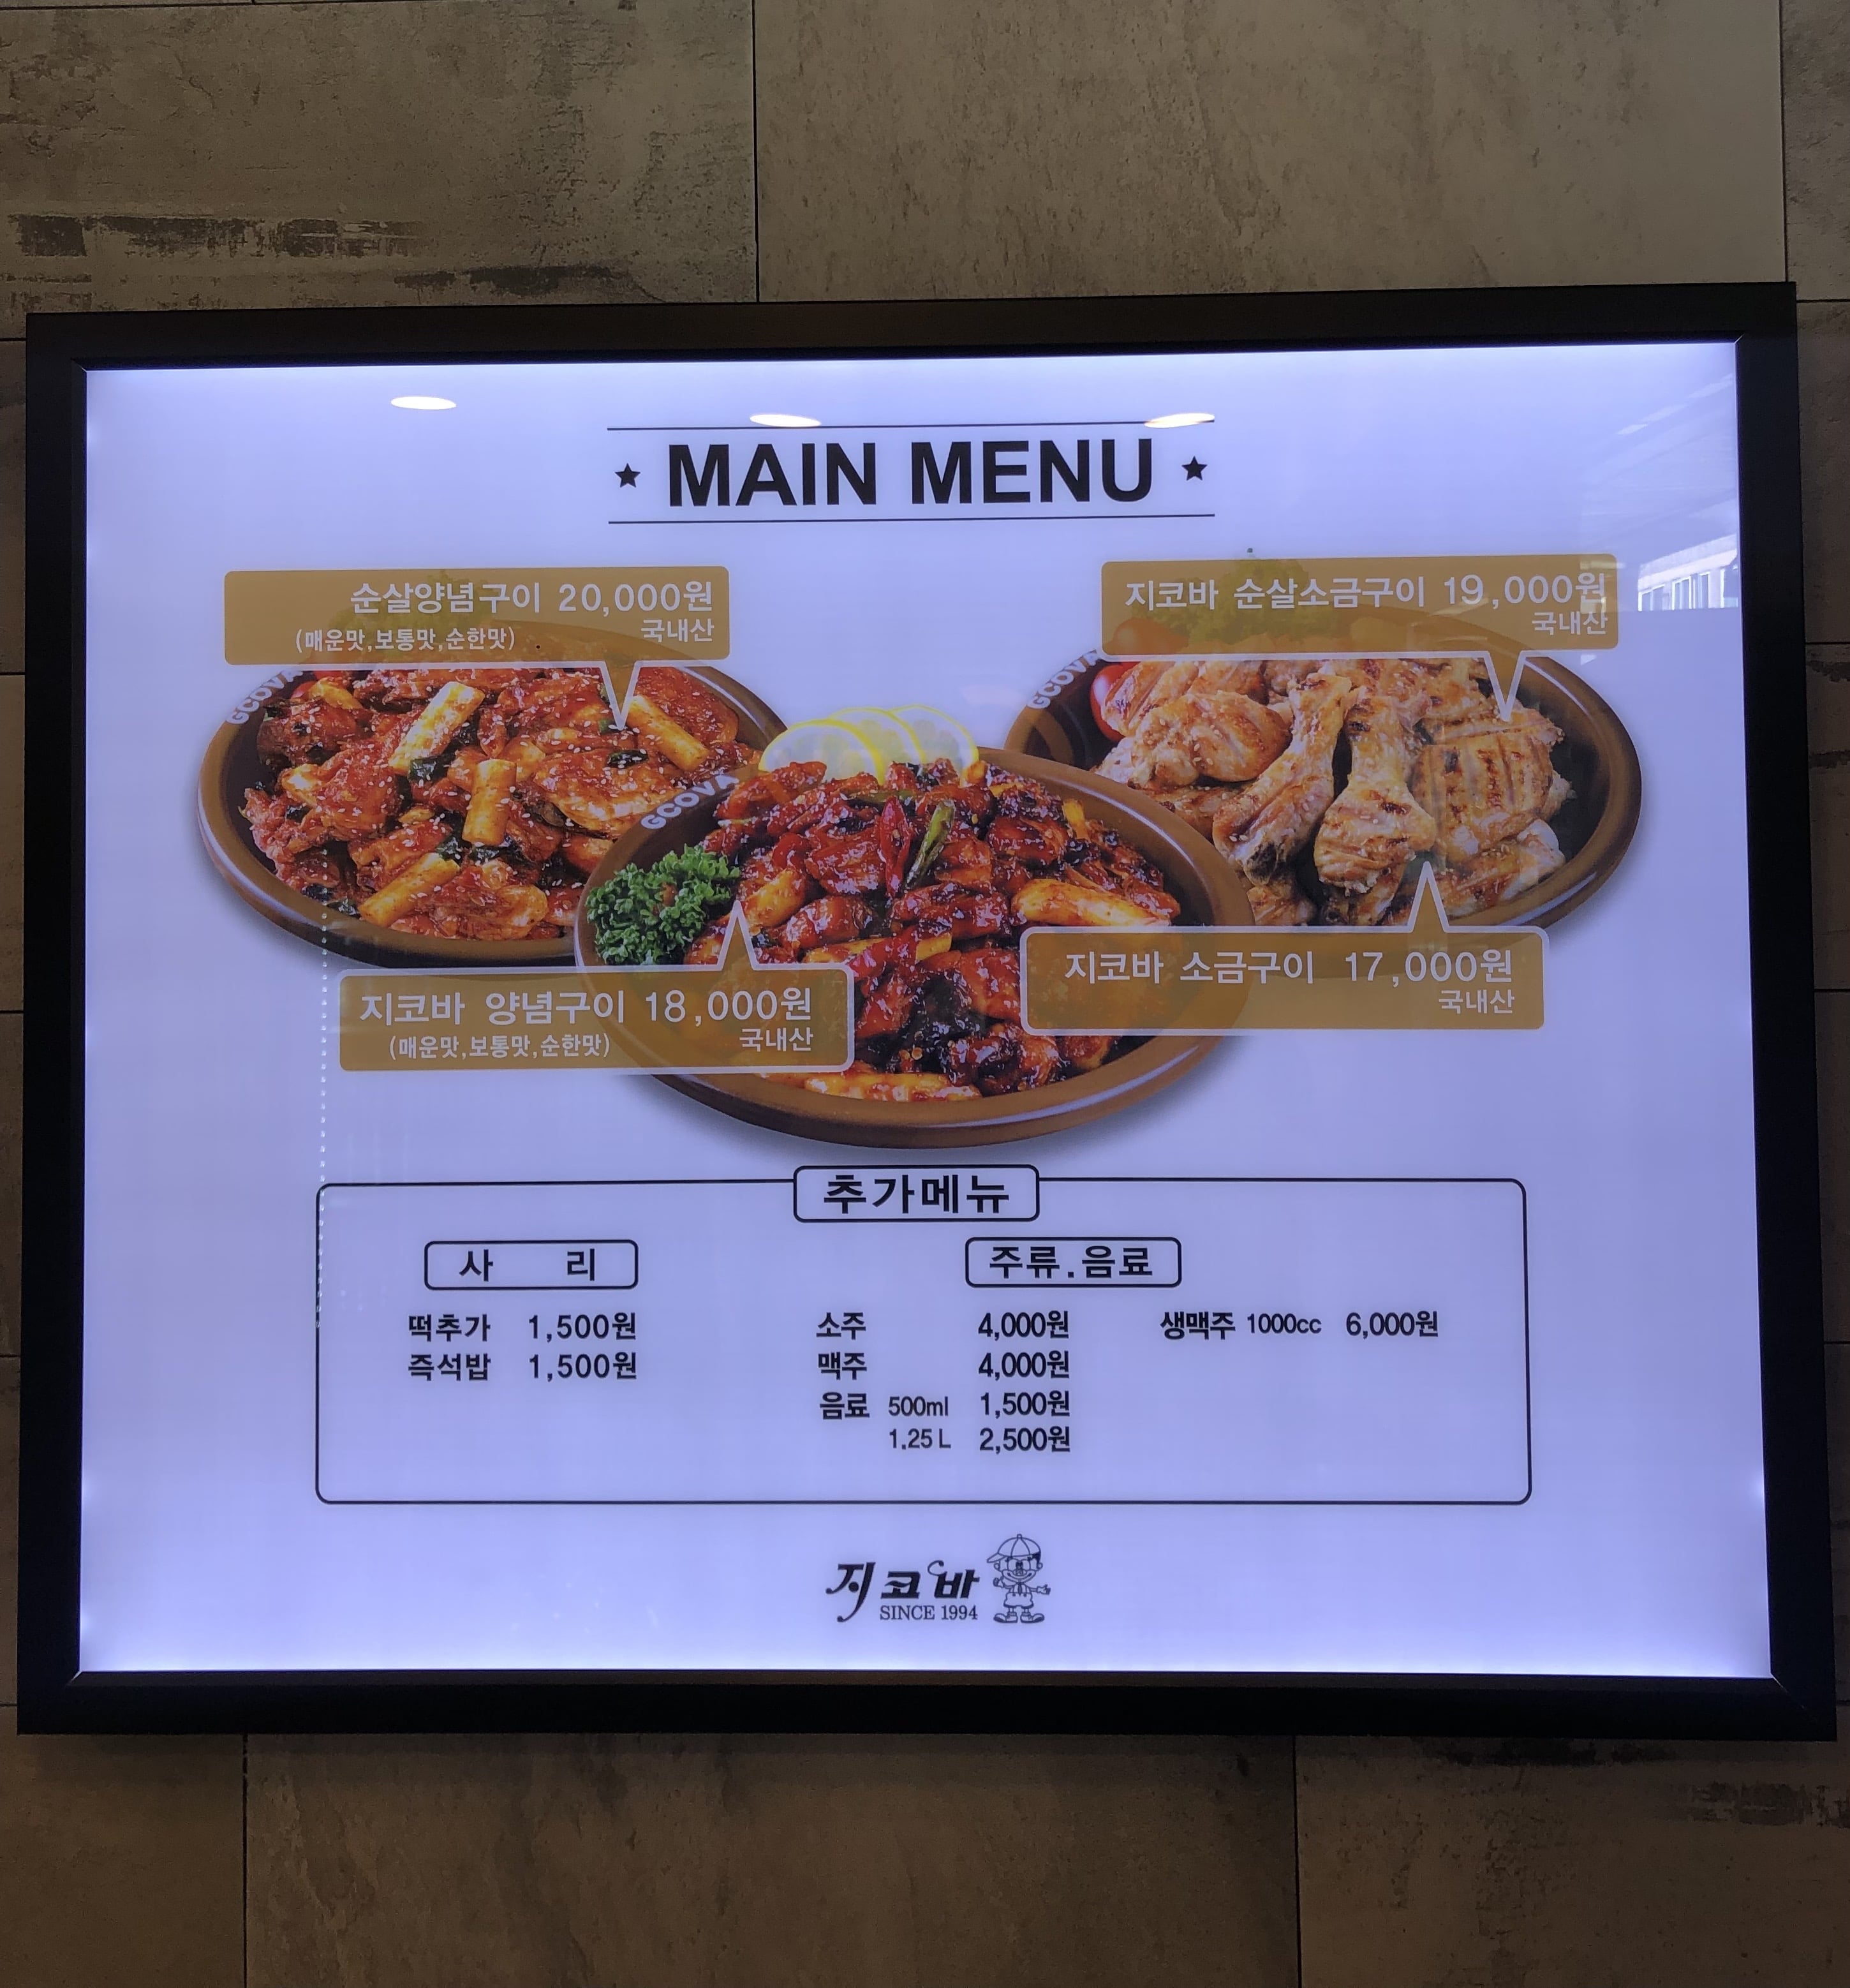 MAIN MENU
순살양념구이 20,000원
(매운맛,보통맛,순한맛) 국내산
지코바 순살소금구이 19,000원
국내산
GCOVA
GCOVA
GCOVA
지코바 소금구이 17,000원
국내산
지코바 양념구이 18,000원
(매운맛,보통맛,순한맛) 국내산
추가메뉴
사 리
떡추가 1,500원
즉석밥 1,500원
주류.음료
소주 4,000원 생맥주 1000cc 6,000원
맥주 4,000원
음료 500ml 1,500원
1.25 L 2,500원
지코바
SINCE 1994